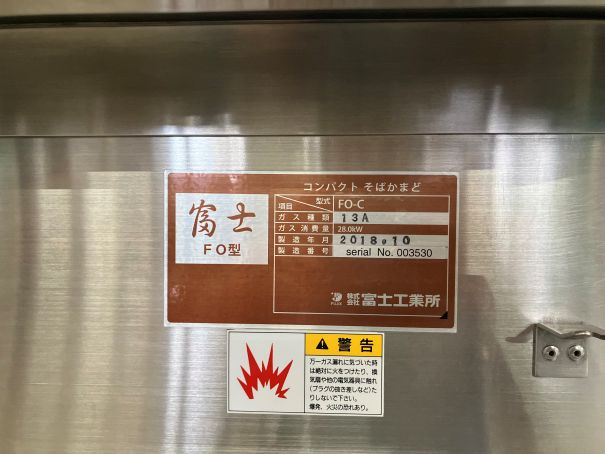 コンパクト そばかまど
富士
FO型
項目 型式 FO-C
ガス種類 13A
ガス消費量 28.0kW
製造年月 2018.10
製造番号 serial No. 003530
株式会社 富士工業所
警告
万一ガス漏れに気づいた時
は絶対に火をつけたり、換
気扇や他の電気器具に触れ
(プラグの抜き差しなど)た
りしないで下さい。
爆発、火災の恐れあり。